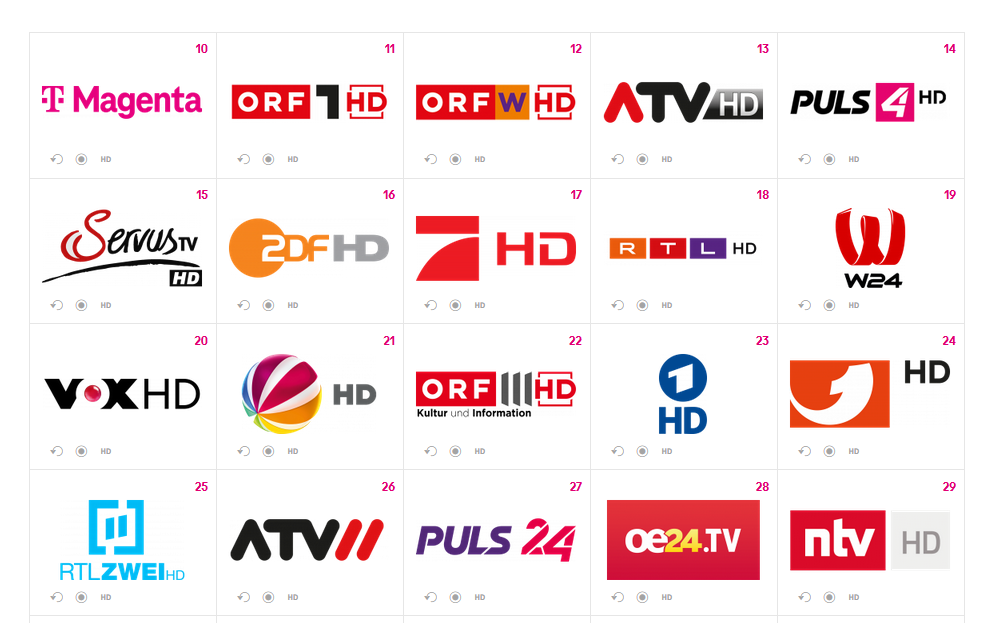 10
T Magenta
HD
11
ORF 1 HD
HD
12
ORF W HD
HD
13
ATV HD
HD
14
PULS 4 HD
HD
15
ServusTV
HD
HD
16
2DF HD
HD
17
7 HD
HD
18
RTL HD
HD
19
W24
HD
20
VOX HD
HD
21
HD
HD
22
ORF III HD
Kultur und Information
HD
23
1
HD
HD
24
HD
HD
25
RTLZWEI HD
HD
26
ATV II
HD
27
PULS 24
HD
28
oe24.TV
HD
29
ntv HD
HD